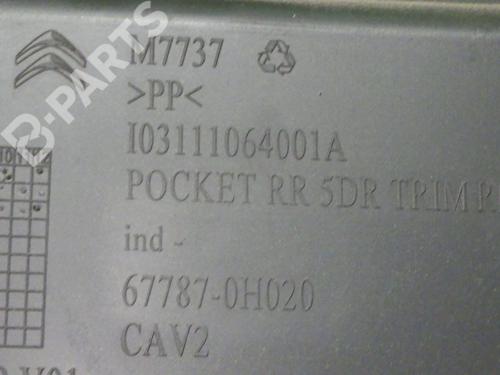 B-PARTS
M7737
>PP<
I03111064001A
POCKET RR 5DR TRIM R
ind -
67787-0H020
CAV2